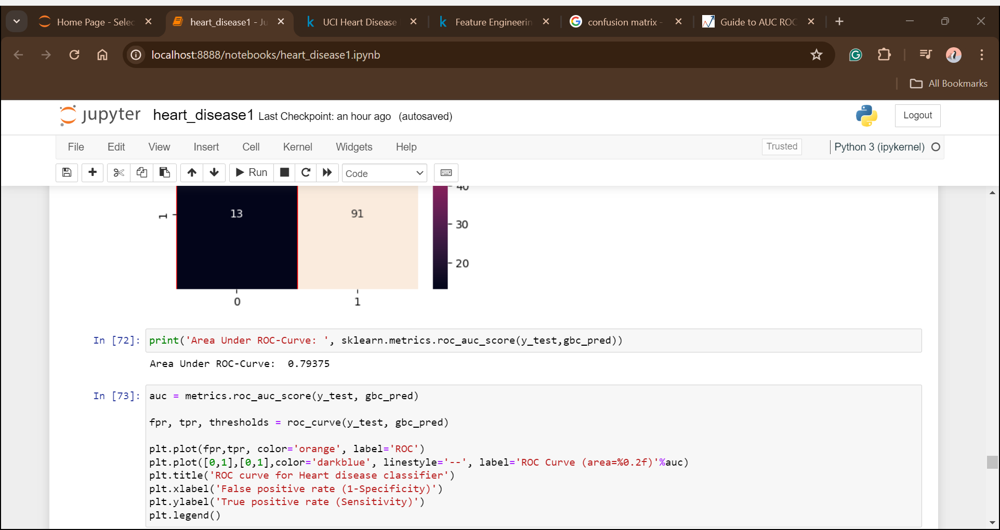 Home Page - Selec
heart_disease1 - Ju
UCI Heart Disease
Feature Engineerin
confusion matrix -
Guide to AUC ROC
localhost:8888/notebooks/heart_disease1.ipynb
All Bookmarks
jupyter heart_disease1 Last Checkpoint: an hour ago (autosaved)
Logout
File Edit View Insert Cell Kernel Widgets Help
Trusted
Python 3 (ipykernel)
Run
Code
40
1
13
91
30
20
0
1
In [72]: print('Area Under ROC-Curve: ', sklearn.metrics.roc_auc_score(y_test,gbc_pred))
Area Under ROC-Curve:  0.79375
In [73]: auc = metrics.roc_auc_score(y_test, gbc_pred)
fpr, tpr, thresholds = roc_curve(y_test, gbc_pred)
plt.plot(fpr,tpr, color='orange', label='ROC')
plt.plot([0,1],[0,1],color='darkblue', linestyle='--', label='ROC Curve (area=%0.2f)'%auc)
plt.title('ROC curve for Heart disease classifier')
plt.xlabel('False positive rate (1-Specificity)')
plt.ylabel('True positive rate (Sensitivity)')
plt.legend()